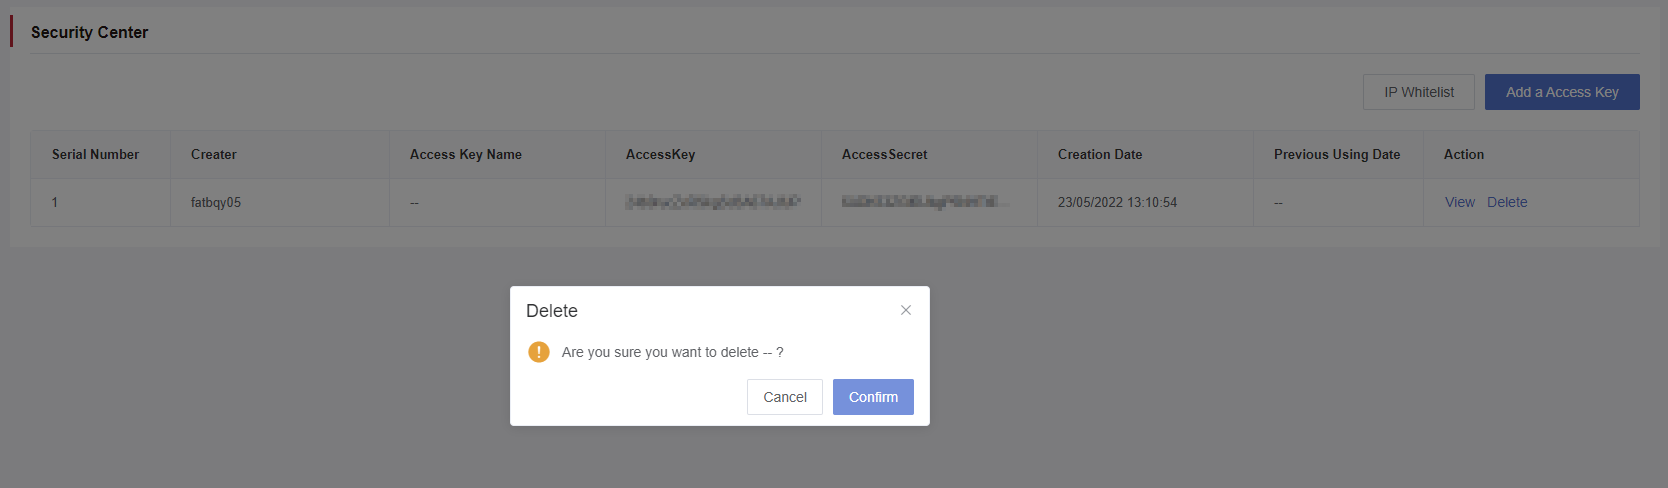 Security Center
IP Whitelist Add a Access Key
Serial Number Creater Access Key Name AccessKey AccessSecret Creation Date Previous Using Date Action
1 fatbqy05 -- 23/05/2022 13:10:54 -- View Delete
Delete
Are you sure you want to delete -- ?
Cancel Confirm